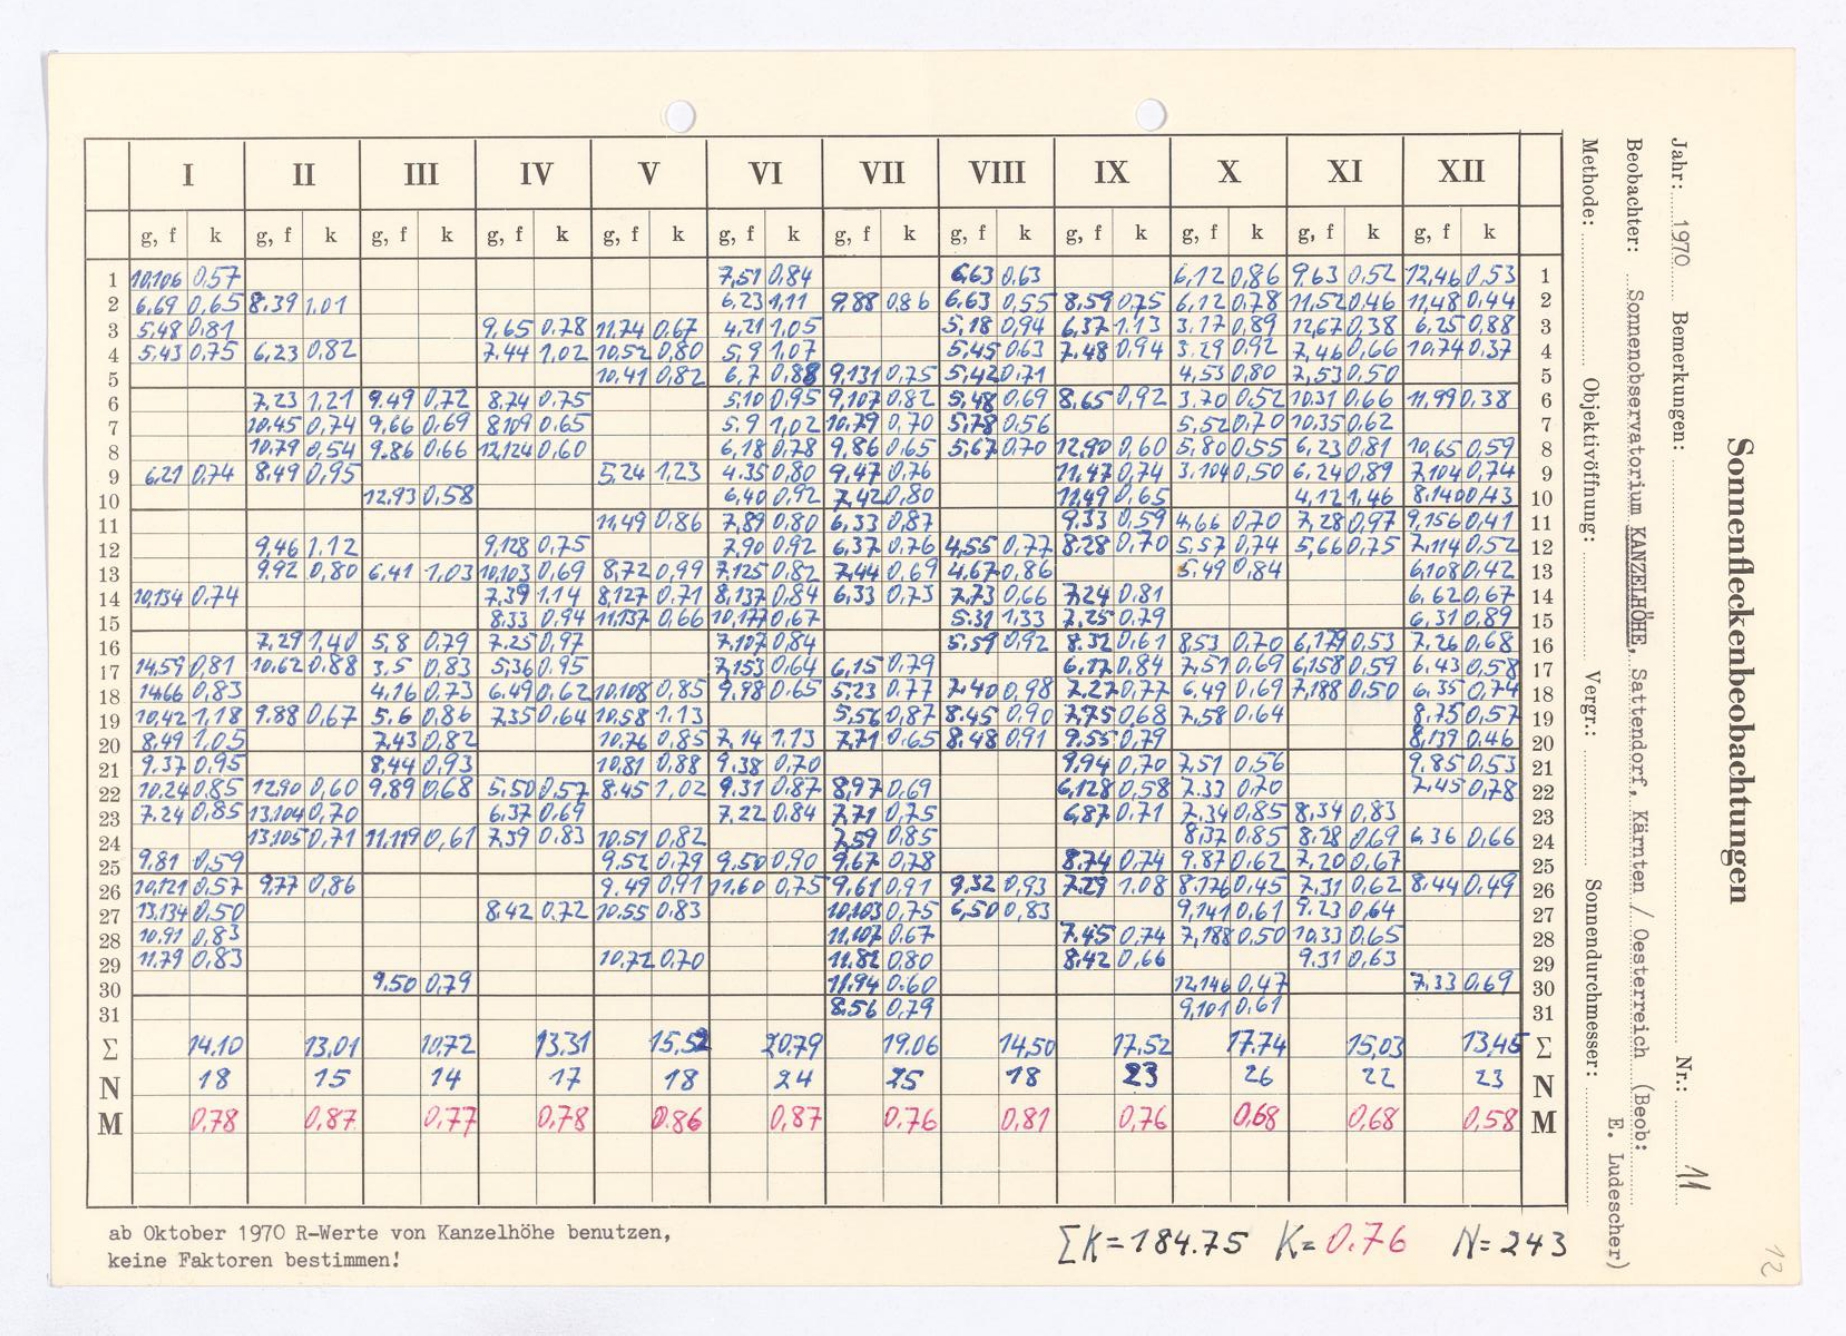 I II III IV V VI VII VIII IX X XI XII
g, f k g, f k g, f k g, f k g, f k g, f k g, f k g, f k g, f k g, f k g, f k g, f k
1 10,106 0,57 7,51 0,84 6,63 0,63 6,12 0,86 9,63 0,52 12,46 0,53 1
2 6,69 0,65 8,39 1,01 6,23 1,11 9,88 0,86 6,63 0,55 8,59 0,75 6,12 0,78 11,52 0,46 11,48 0,44 2
3 5,48 0,81 9,65 0,78 11,74 0,67 4,21 1,05 5,18 0,94 6,37 1,13 3,17 0,89 12,67 0,38 6,25 0,88 3
4 5,43 0,75 6,23 0,82 7,44 1,02 10,52 0,80 5,9 1,07 5,45 0,63 7,48 0,94 3,29 0,92 7,46 0,66 10,74 0,37 4
5 10,41 0,82 6,7 0,88 9,131 0,75 5,42 0,71 4,53 0,80 7,53 0,50 5
6 7,23 1,21 9,49 0,72 8,74 0,75 5,10 0,95 9,107 0,82 5,48 0,69 8,65 0,92 3,70 0,52 10,31 0,66 11,99 0,38 6
7 10,45 0,74 9,66 0,69 8,109 0,65 5,9 1,02 10,79 0,70 5,78 0,56 5,52 0,70 10,35 0,62 7
8 10,79 0,54 9,86 0,66 12,124 0,60 6,18 0,78 9,86 0,65 5,67 0,70 12,90 0,60 5,80 0,55 6,23 0,81 10,65 0,59 8
9 6,21 0,74 8,49 0,95 5,24 1,23 4,35 0,80 9,47 0,76 11,47 0,74 3,104 0,50 6,24 0,89 7,104 0,74 9
10 12,93 0,58 6,40 0,92 7,42 0,80 11,49 0,65 4,12 1,46 8,140 0,43 10
11 11,49 0,86 7,89 0,80 6,33 0,87 9,33 0,59 4,66 0,70 7,28 0,97 9,156 0,41 11
12 9,46 1,12 9,128 0,75 7,90 0,92 6,37 0,76 4,55 0,77 8,28 0,70 5,57 0,74 5,66 0,75 7,114 0,52 12
13 9,92 0,80 6,41 1,03 10,103 0,69 8,72 0,99 7,125 0,82 7,44 0,69 4,67 0,86 5,49 0,84 6,108 0,42 13
14 10,134 0,74 7,39 1,14 8,127 0,71 8,137 0,84 6,33 0,73 7,73 0,66 7,24 0,81 6,62 0,67 14
15 8,33 0,94 11,137 0,66 10,177 0,67 5,31 1,33 7,25 0,79 6,31 0,89 15
16 7,29 1,40 5,8 0,79 7,25 0,97 7,107 0,84 5,59 0,92 8,32 0,61 8,53 0,70 6,179 0,53 7,26 0,68 16
17 14,59 0,81 10,62 0,88 3,5 0,83 5,36 0,95 7,153 0,64 6,15 0,79 6,17 0,84 7,51 0,69 6,158 0,59 6,43 0,58 17
18 14,66 0,83 4,16 0,73 6,49 0,62 10,108 0,85 9,98 0,65 5,23 0,77 7,40 0,98 7,27 0,77 6,49 0,69 7,188 0,50 6,35 0,74 18
19 10,42 1,18 9,88 0,67 5,6 0,86 7,35 0,64 10,58 1,13 5,56 0,87 8,45 0,90 7,75 0,68 7,58 0,64 8,75 0,57 19
20 8,49 1,05 7,43 0,82 10,76 0,85 7,14 1,13 7,71 0,65 8,48 0,91 9,55 0,79 8,139 0,46 20
21 9,37 0,95 8,44 0,93 10,81 0,88 9,38 0,70 9,94 0,70 7,51 0,56 9,85 0,53 21
22 10,24 0,85 12,90 0,60 9,89 0,68 5,50 0,57 8,45 1,02 9,31 0,87 8,97 0,69 6,128 0,58 7,33 0,70 7,45 0,78 22
23 7,24 0,85 13,104 0,70 6,37 0,69 7,22 0,84 7,71 0,75 6,87 0,71 7,34 0,85 8,34 0,83 23
24 13,105 0,71 11,119 0,61 7,39 0,83 10,51 0,82 7,59 0,85 8,37 0,85 8,28 0,69 6,36 0,66 24
25 9,81 0,59 9,52 0,79 9,50 0,90 9,67 0,78 8,74 0,74 9,87 0,62 7,20 0,67 25
26 10,121 0,57 9,77 0,86 9,49 0,91 11,60 0,75 9,61 0,91 9,32 0,93 7,29 1,08 8,176 0,45 7,31 0,62 8,44 0,49 26
27 13,134 0,50 8,42 0,72 10,55 0,83 10,103 0,75 6,50 0,83 9,141 0,61 9,23 0,64 27
28 10,91 0,83 11,107 0,67 7,45 0,74 7,188 0,50 10,33 0,65 28
29 11,79 0,83 10,72 0,70 11,82 0,80 8,42 0,66 9,31 0,63 29
30 9,50 0,79 11,94 0,60 12,146 0,47 7,33 0,69 30
31 8,56 0,79 9,101 0,61 31
Σ 14,10 13,01 10,72 13,31 15,52 20,79 19,06 14,50 17,52 17,74 15,03 13,45 Σ
N 18 15 14 17 18 24 25 18 23 26 22 23 N
M 0,78 0,87 0,77 0,78 0,86 0,87 0,76 0,81 0,76 0,68 0,68 0,58 M
ab Oktober 1970 R-Werte von Kanzelhöhe benutzen,
keine Faktoren bestimmen!
ΣK = 184.75 K = 0.76 N = 243
Sonnenfleckenbeobachtungen
Jahr: 1970 Bemerkungen: Nr.: 11
Beobachter: Sonnenobservatorium KANZELHÖHE, Sattendorf, Kärnten / Oesterreich (Beob:
E. Ludescher)
Methode: Objektivöffnung: Vergr.: Sonnendurchmesser:
12